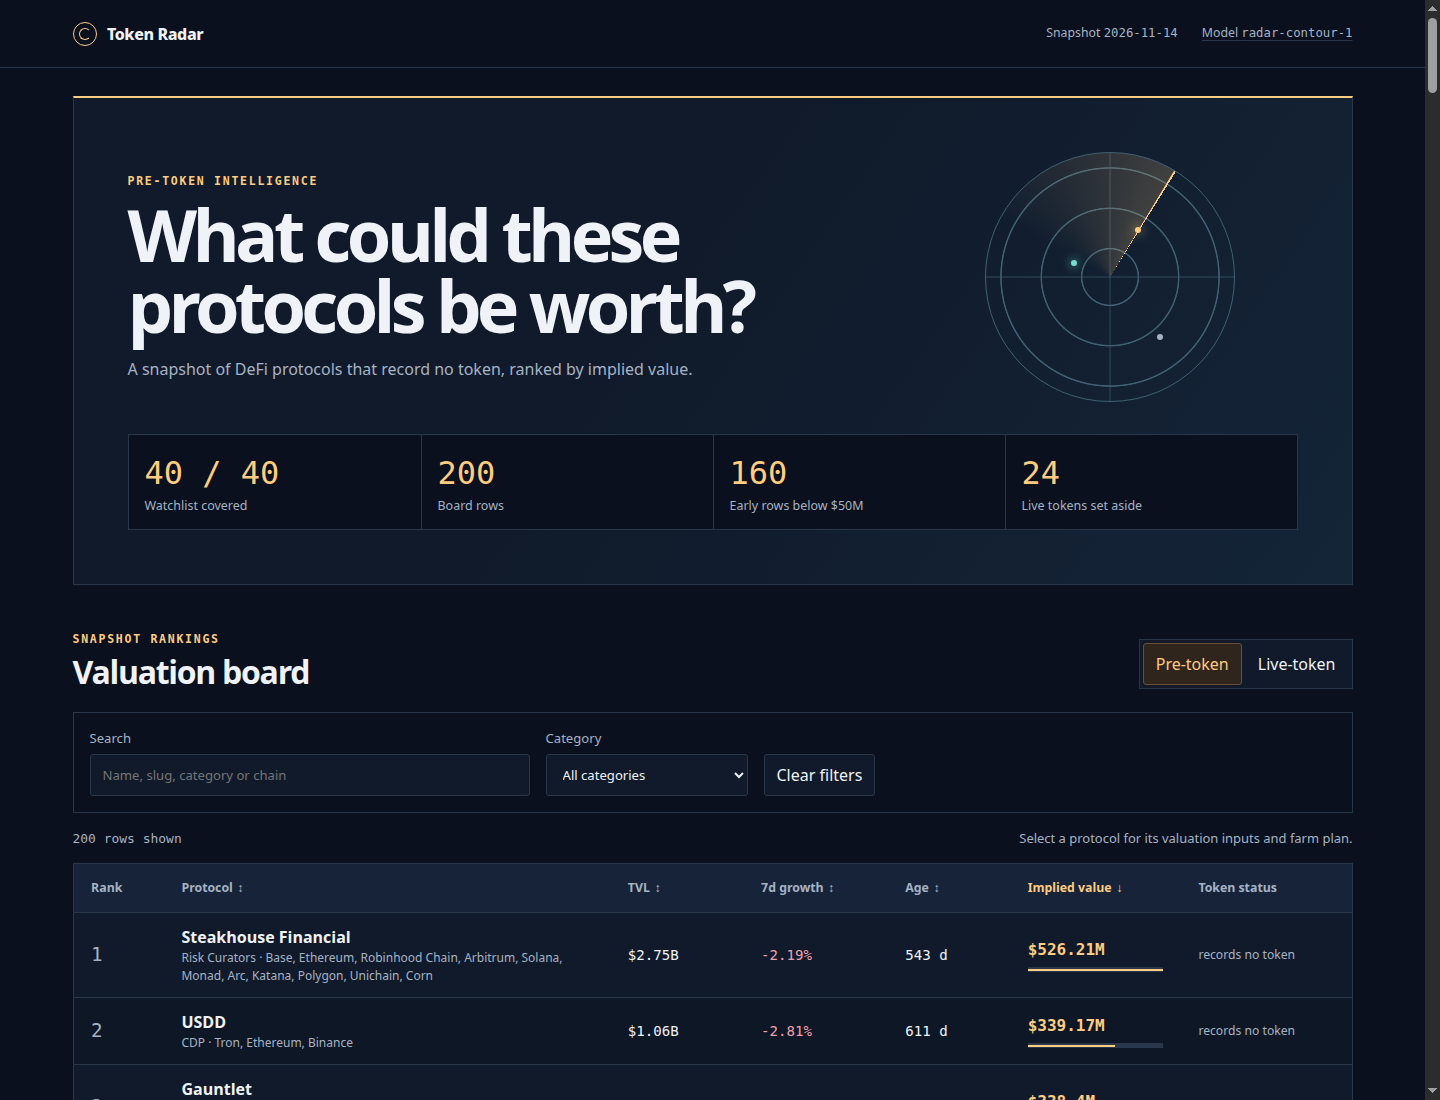 Token Radar
Snapshot 2026-11-14
Model radar-contour-1
PRE-TOKEN INTELLIGENCE
What could these
protocols be worth?
A snapshot of DeFi protocols that record no token, ranked by implied value.
40 / 40
Watchlist covered
200
Board rows
160
Early rows below $50M
24
Live tokens set aside
SNAPSHOT RANKINGS
Valuation board
Pre-token
Live-token
Search
Category
Name, slug, category or chain
All categories
Clear filters
200 rows shown
Select a protocol for its valuation inputs and farm plan.
Rank Protocol ↕ TVL ↕ 7d growth ↕ Age ↕ Implied value ↓ Token status
1
Steakhouse Financial
Risk Curators · Base, Ethereum, Robinhood Chain, Arbitrum, Solana,
Monad, Arc, Katana, Polygon, Unichain, Corn
$2.75B
-2.19%
543 d
$526.21M
records no token
2
USDD
CDP · Tron, Ethereum, Binance
$1.06B
-2.81%
611 d
$339.17M
records no token
Gauntlet